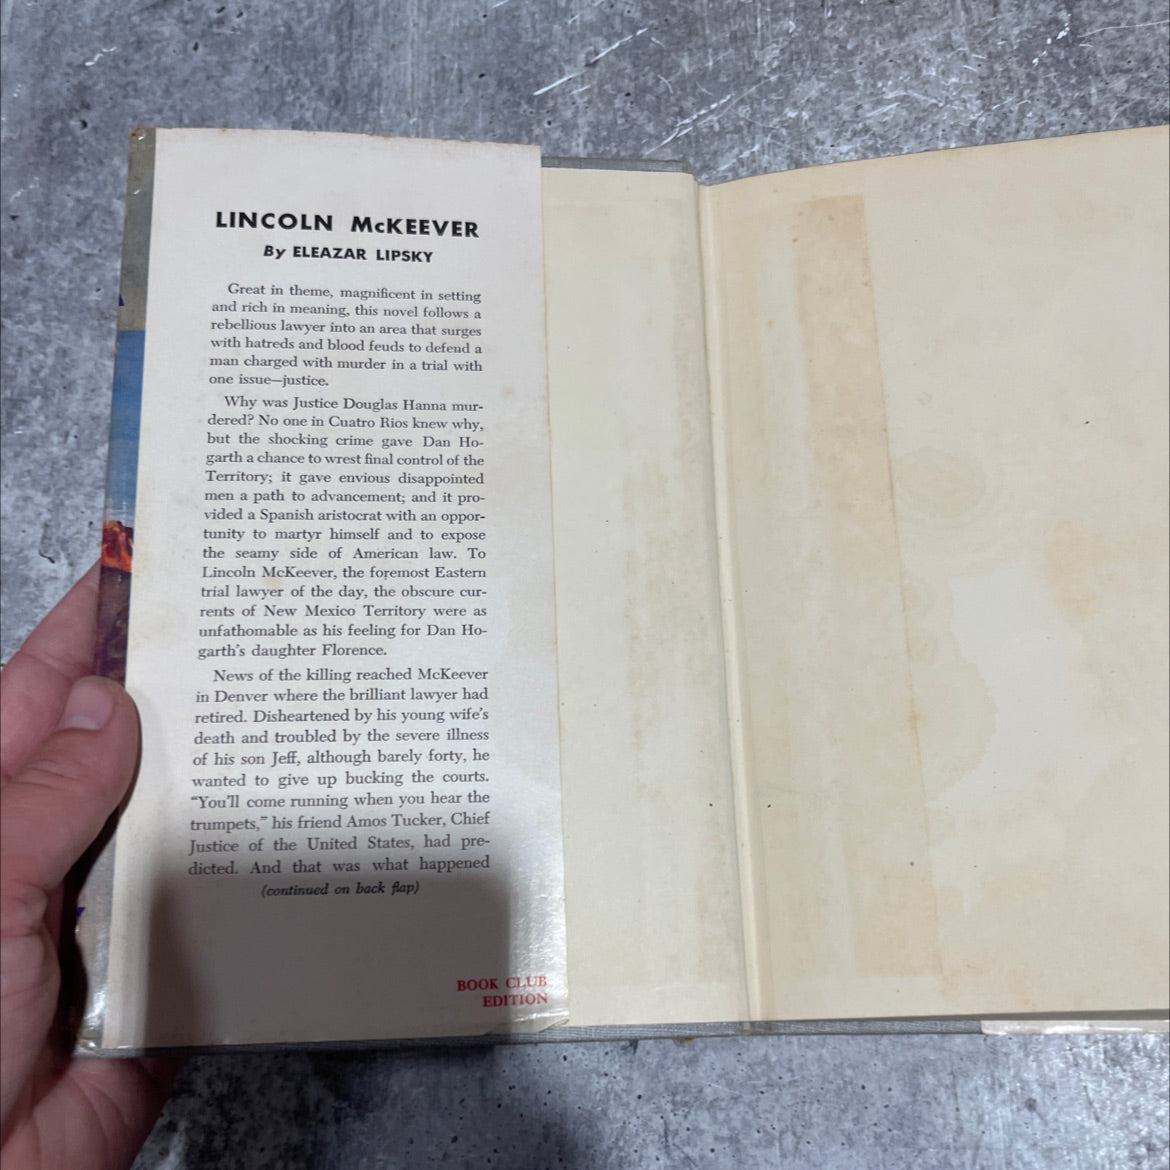 LINCOLN McKEEVER
By ELEAZAR LIPSKY
Great in theme, magnificent in setting
and rich in meaning, this novel follows a
rebellious lawyer into an area that surges
with hatreds and blood feuds to defend a
man charged with murder in a trial with
one issue—justice.
Why was Justice Douglas Hanna mur-
dered? No one in Cuatro Rios knew why,
but the shocking crime gave Dan Ho-
garth a chance to wrest final control of the
Territory; it gave envious disappointed
men a path to advancement; and it pro-
vided a Spanish aristocrat with an oppor-
tunity to martyr himself and to expose
the seamy side of American law. To
Lincoln McKeever, the foremost Eastern
trial lawyer of the day, the obscure cur-
rents of New Mexico Territory were as
unfathomable as his feeling for Dan Ho-
garth's daughter Florence.
News of the killing reached McKeever
in Denver where the brilliant lawyer had
retired. Disheartened by his young wife's
death and troubled by the severe illness
of his son Jeff, although barely forty, he
wanted to give up bucking the courts.
“You'll come running when you hear the
trumpets,” his friend Amos Tucker, Chief
Justice of the United States, had pre-
dicted. And that was what happened
(continued on back flap)
BOOK CLUB
EDITION